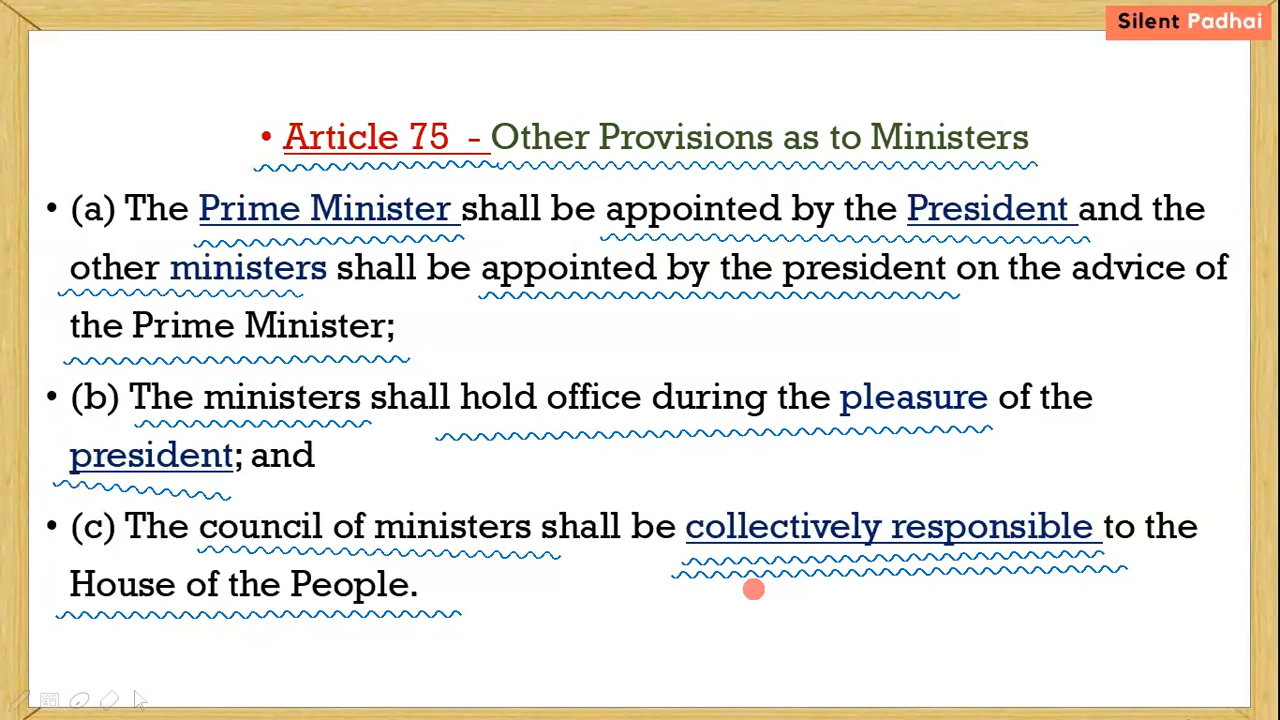 Silent Padhai
• Article 75 - Other Provisions as to Ministers
• (a) The Prime Minister shall be appointed by the President and the
other ministers shall be appointed by the president on the advice of
the Prime Minister;
• (b) The ministers shall hold office during the pleasure of the
president; and
• (c) The council of ministers shall be collectively responsible to the
House of the People.